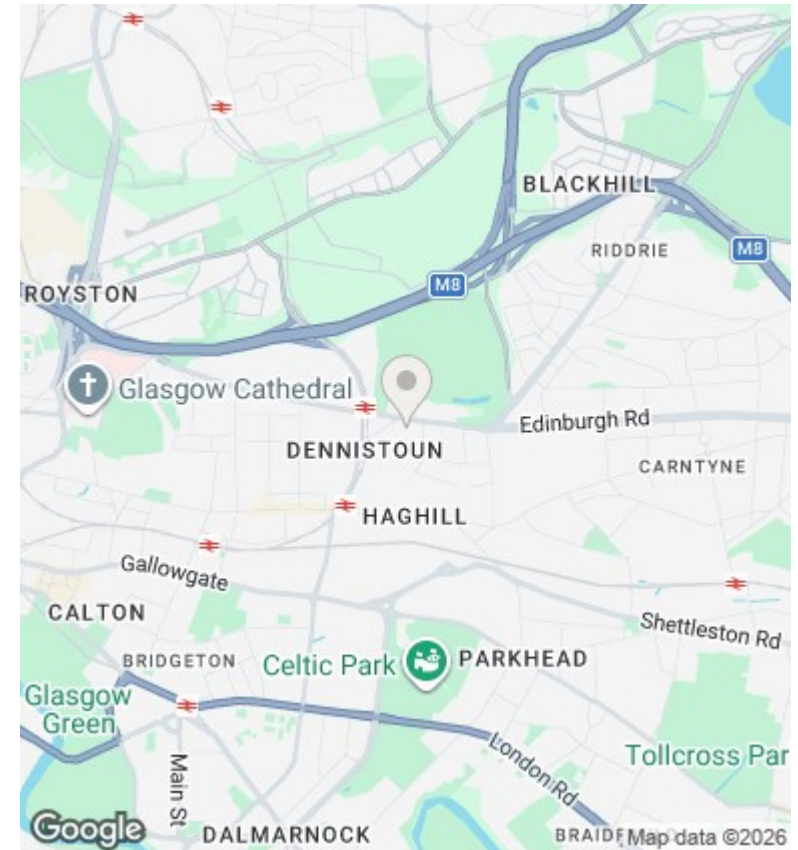 BLACKHILL
RIDDRIE
M8
M8
ROYSTON
Glasgow Cathedral
Edinburgh Rd
DENNISTOUN
CARNTYNE
HAGHILL
Gallowgate
CALTON
Shettleston Rd
BRIDGETON
Celtic Park
PARKHEAD
Glasgow
Green
London Rd
Tollcross Par
Main St
Google
DALMARNOCK
Map data ©2026